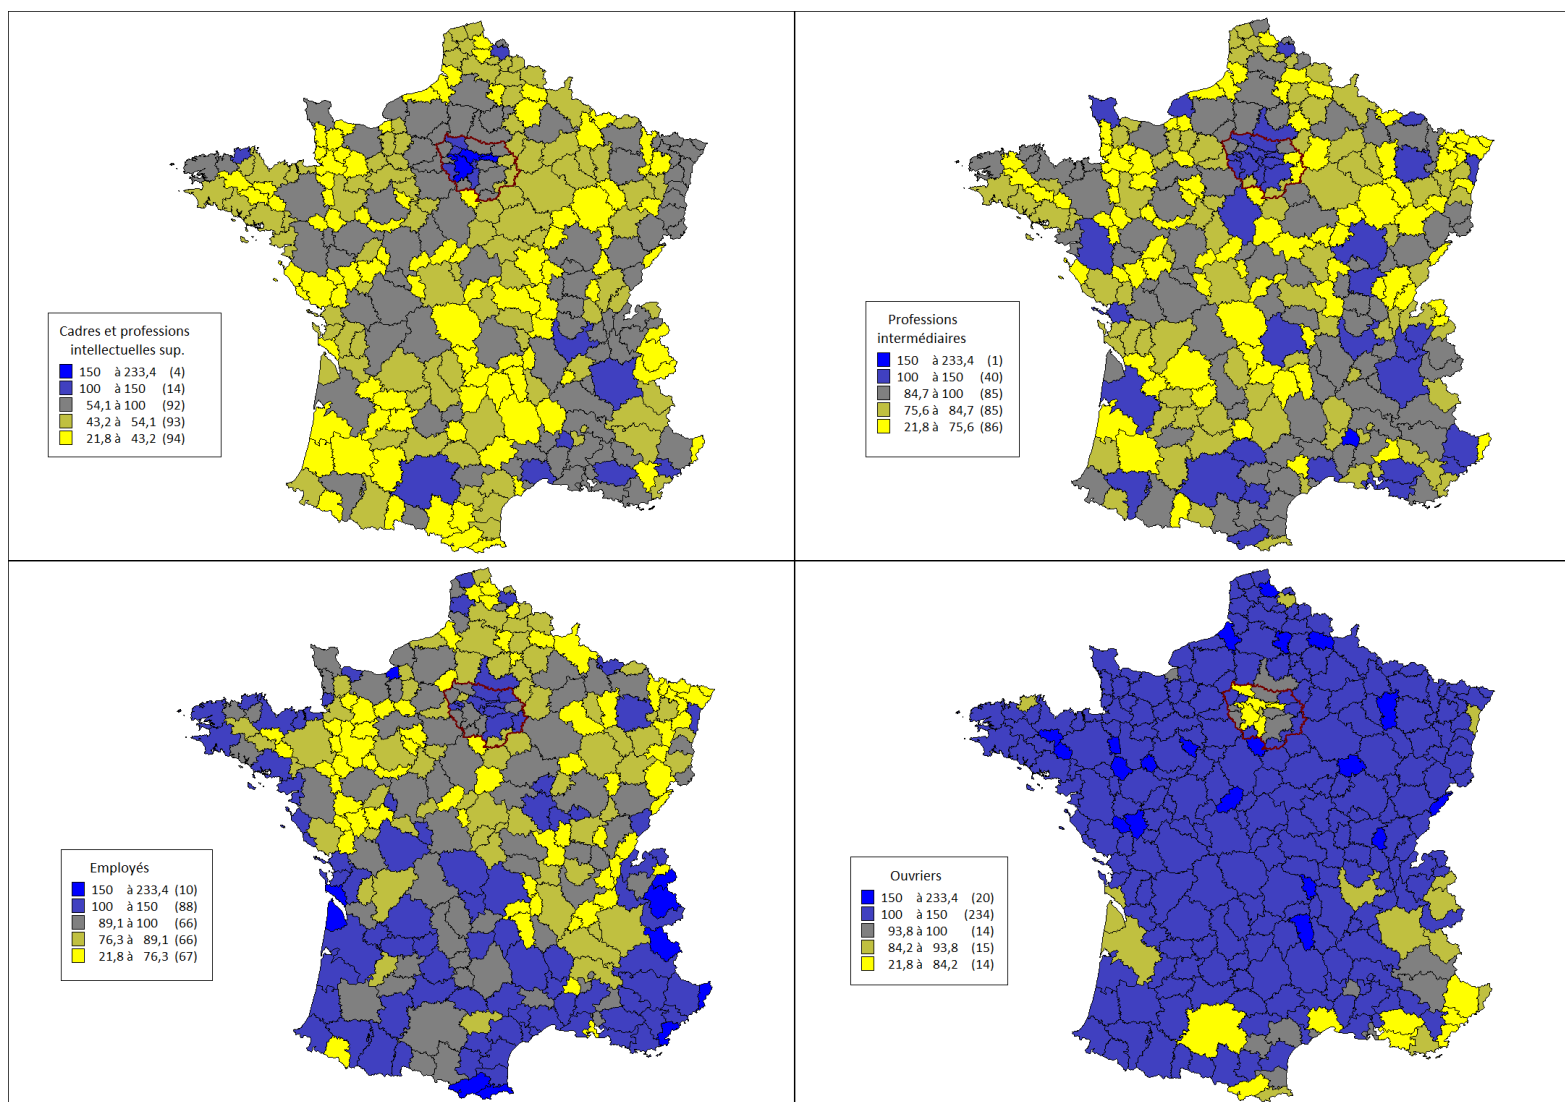 Cadres et professions
intellectuelles sup.
150 à 233,4 (4)
100 à 150 (14)
54,1 à 100 (92)
43,2 à 54,1 (93)
21,8 à 43,2 (94)
Professions
intermédiaires
150 à 233,4 (1)
100 à 150 (40)
84,7 à 100 (85)
75,6 à 84,7 (85)
21,8 à 75,6 (86)
Employés
150 à 233,4 (10)
100 à 150 (88)
89,1 à 100 (66)
76,3 à 89,1 (66)
21,8 à 76,3 (67)
Ouvriers
150 à 233,4 (20)
100 à 150 (234)
93,8 à 100 (14)
84,2 à 93,8 (15)
21,8 à 84,2 (14)